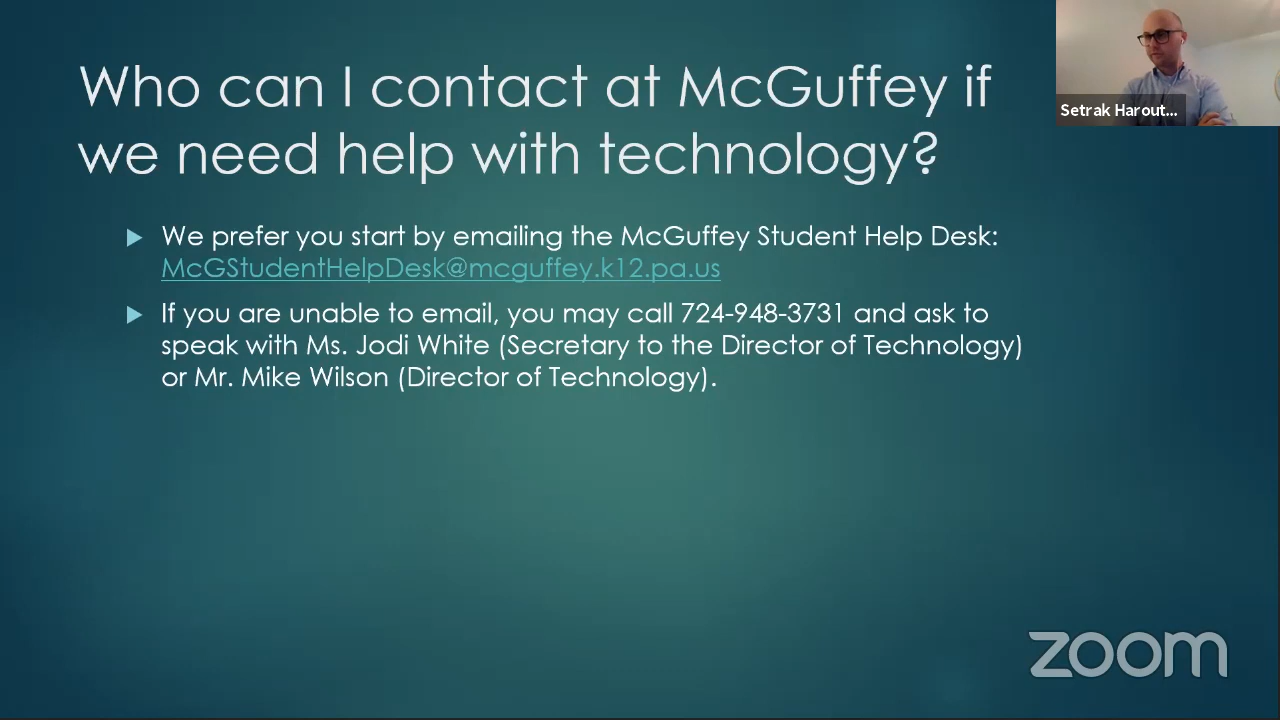 Who can I contact at McGuffey if
we need help with technology?
Setrak Harout...
We prefer you start by emailing the McGuffey Student Help Desk:
McGStudentHelpDesk@mcguffey.k12.pa.us
If you are unable to email, you may call 724-948-3731 and ask to
speak with Ms. Jodi White (Secretary to the Director of Technology)
or Mr. Mike Wilson (Director of Technology).
zoom